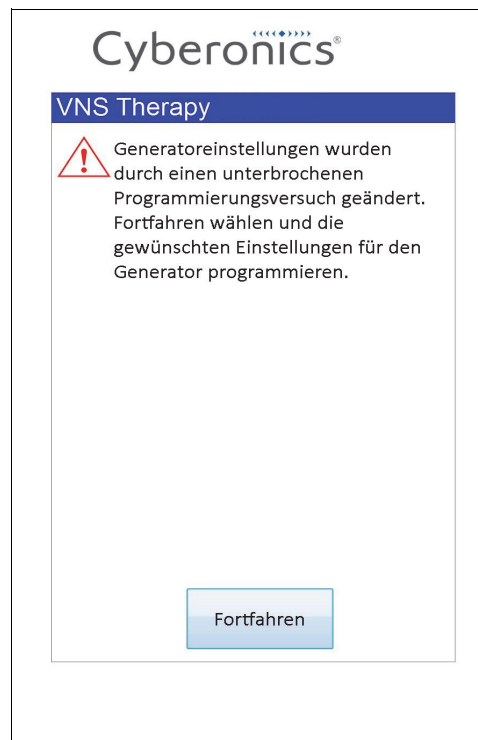 Cyberonics®
VNS Therapy
Generatoreinstellungen wurden
durch einen unterbrochenen
Programmierungsversuch geändert.
Fortfahren wählen und die
gewünschten Einstellungen für den
Generator programmieren.
Fortfahren